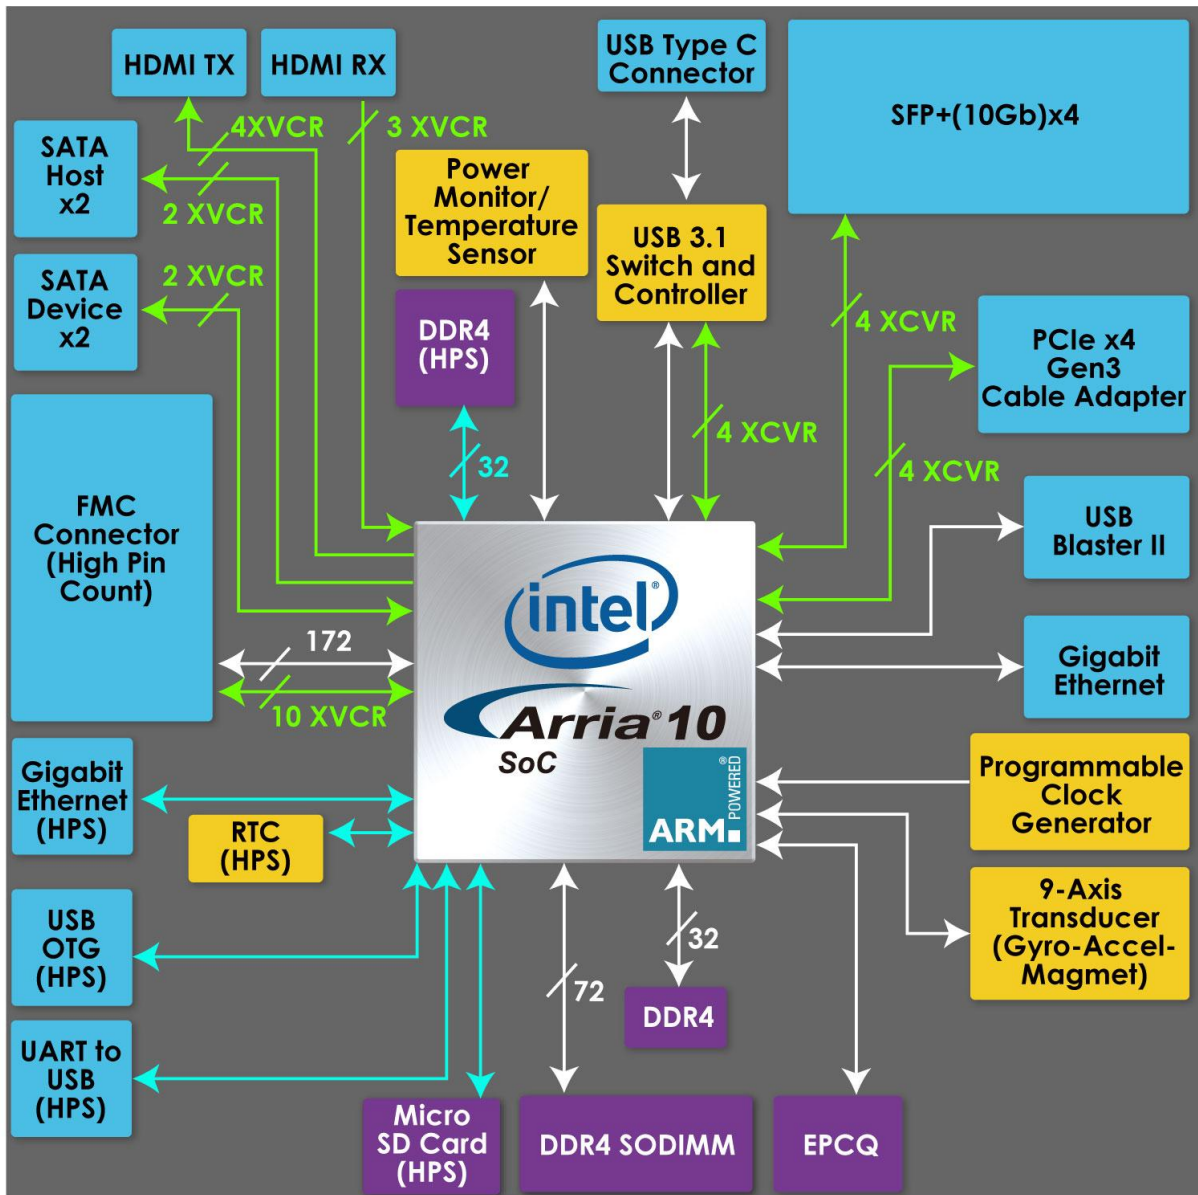 HDMI TX
HDMI RX
USB Type C
Connector
SFP+(10Gb)x4
4XVCR
3 XVCR
SATA
Host
x2
2 XVCR
Power
Monitor/
Temperature
Sensor
USB 3.1
Switch and
Controller
SATA
Device
x2
2 XVCR
DDR4
(HPS)
4 XCVR
PCIe x4
Gen3
Cable Adapter
32
4 XCVR
4 XCVR
FMC
Connector
(High Pin
Count)
USB
Blaster II
intel®
172
10 XVCR
Gigabit
Ethernet
Arria® 10
SoC
ARM® POWERED
Gigabit
Ethernet
(HPS)
RTC
(HPS)
Programmable
Clock
Generator
USB
OTG
(HPS)
9-Axis
Transducer
(Gyro-Accel-
Magmet)
32
72
DDR4
UART to
USB
(HPS)
Micro
SD Card
(HPS)
DDR4 SODIMM
EPCQ